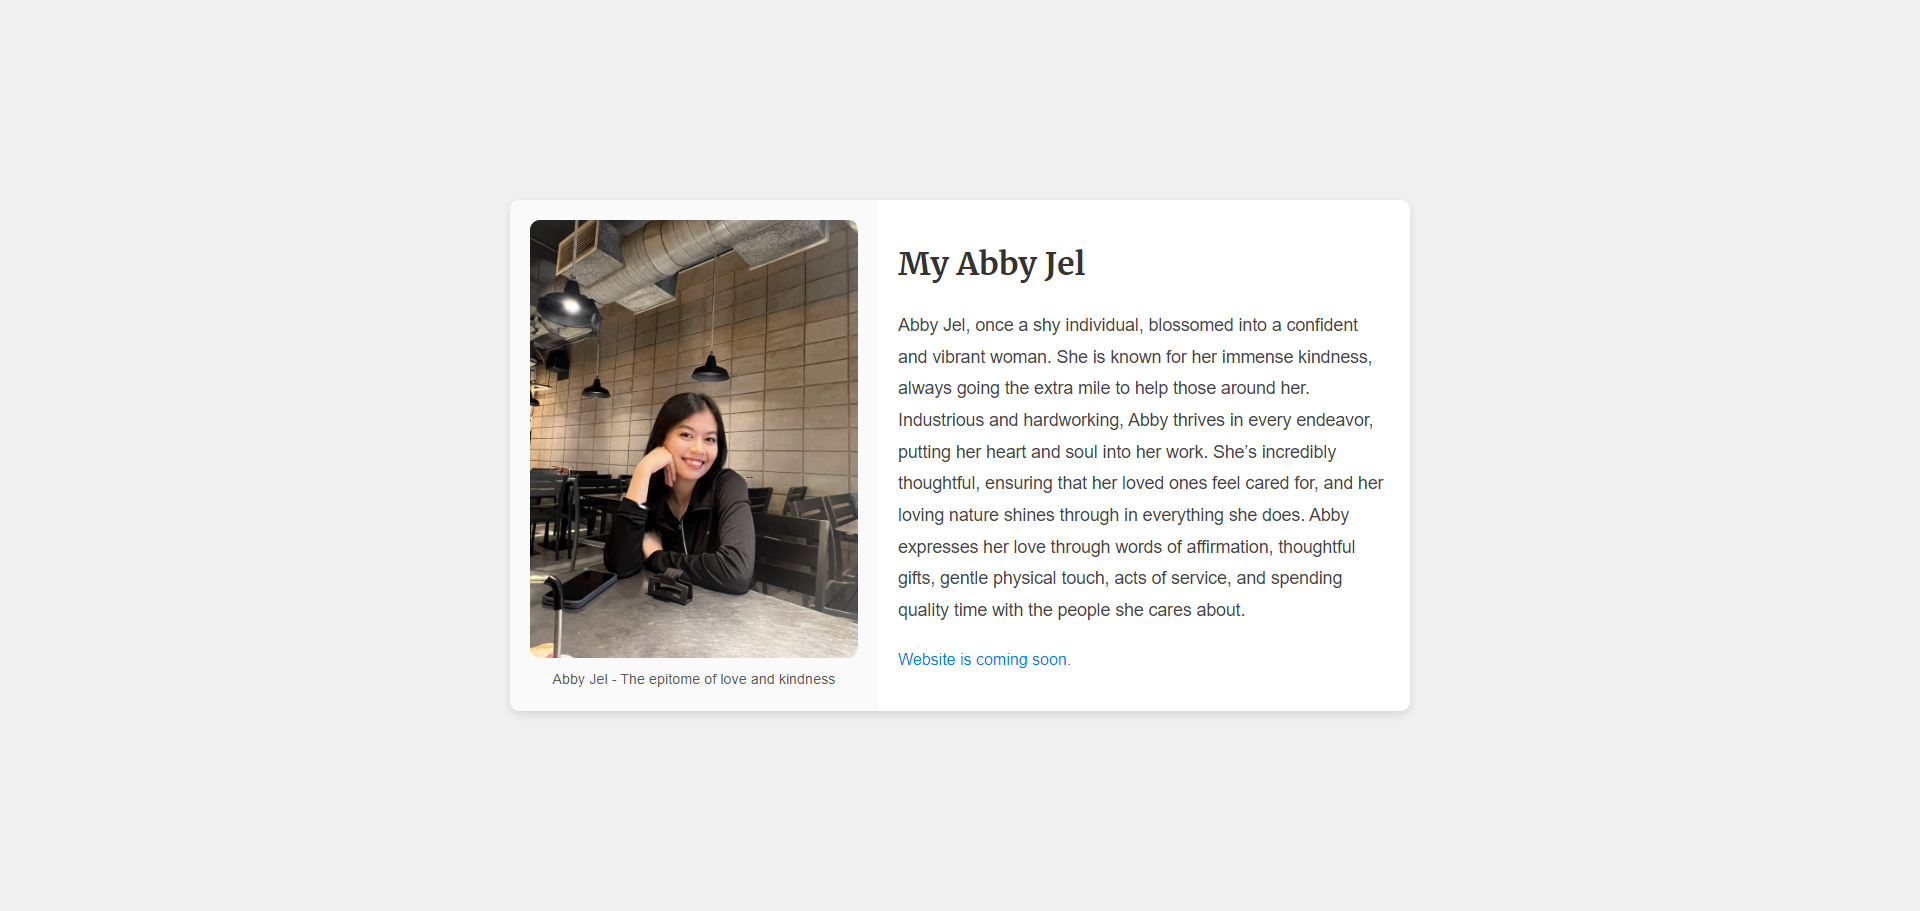 My Abby Jel
Abby Jel, once a shy individual, blossomed into a confident
and vibrant woman. She is known for her immense kindness,
always going the extra mile to help those around her.
Industrious and hardworking, Abby thrives in every endeavor,
putting her heart and soul into her work. She’s incredibly
thoughtful, ensuring that her loved ones feel cared for, and her
loving nature shines through in everything she does. Abby
expresses her love through words of affirmation, thoughtful
gifts, gentle physical touch, acts of service, and spending
quality time with the people she cares about.
Website is coming soon.
Abby Jel - The epitome of love and kindness